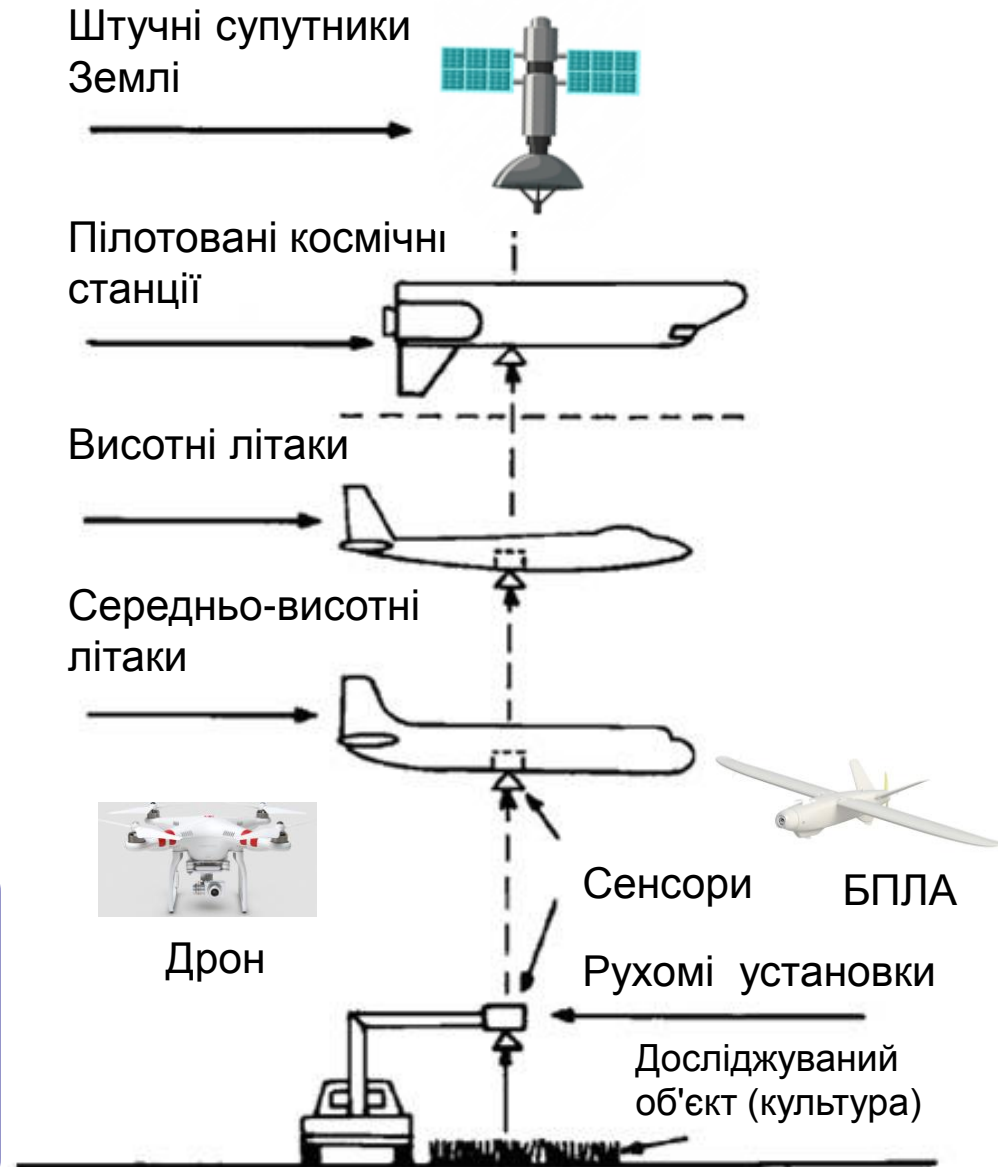 Штучні супутники
Землі
Пілотовані космічні
станції
Висотні літаки
Середньо-висотні
літаки
Сенсори
БПЛА
Дрон
Рухомі установки
Досліджуваний
об'єкт (культура)